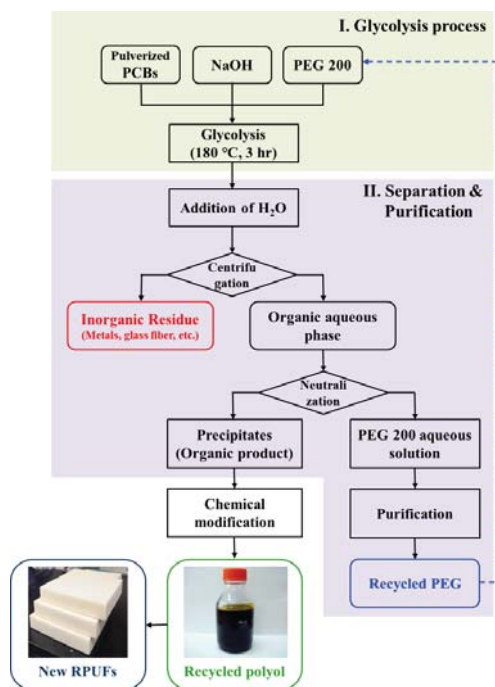 I. Glycolysis process
Pulverized
PCBs
NaOH
PEG 200
Glycolysis
(180 °C, 3 hr)
II. Separation &
Purification
Addition of H₂O
Centrifu
gation
Inorganic Residue
(Metals, glass fiber, etc.)
Organic aqueous
phase
Neutrali
zation
Precipitates
(Organic product)
PEG 200 aqueous
solution
Chemical
modification
Purification
Recycled PEG
New RPUFs
Recycled polyol